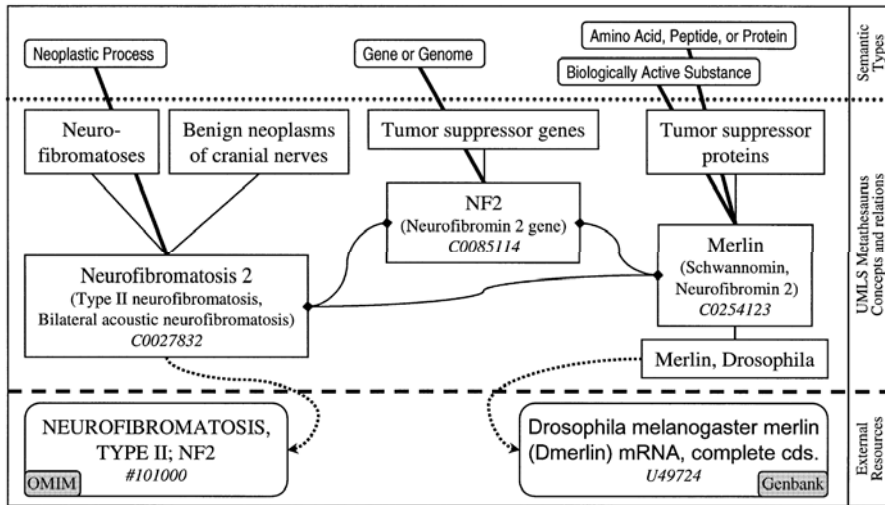 Neoplastic Process
Gene or Genome
Amino Acid, Peptide, or Protein
Biologically Active Substance
Semantic
Types
Neuro-
fibromatoses
Benign neoplasms
of cranial nerves
Tumor suppressor genes
Tumor suppressor
proteins
NF2
(Neurofibromin 2 gene)
C0085114
Neurofibromatosis 2
(Type II neurofibromatosis,
Bilateral acoustic neurofibromatosis)
C0027832
Merlin
(Schwannomin,
Neurofibromin 2)
C0254123
Merlin, Drosophila
UMLS Metathesaurus
Concepts and relations
NEUROFIBROMATOSIS,
TYPE II; NF2
#101000
OMIM
Drosophila melanogaster merlin
(Dmerlin) mRNA, complete cds.
U49724
Genbank
External
Resources